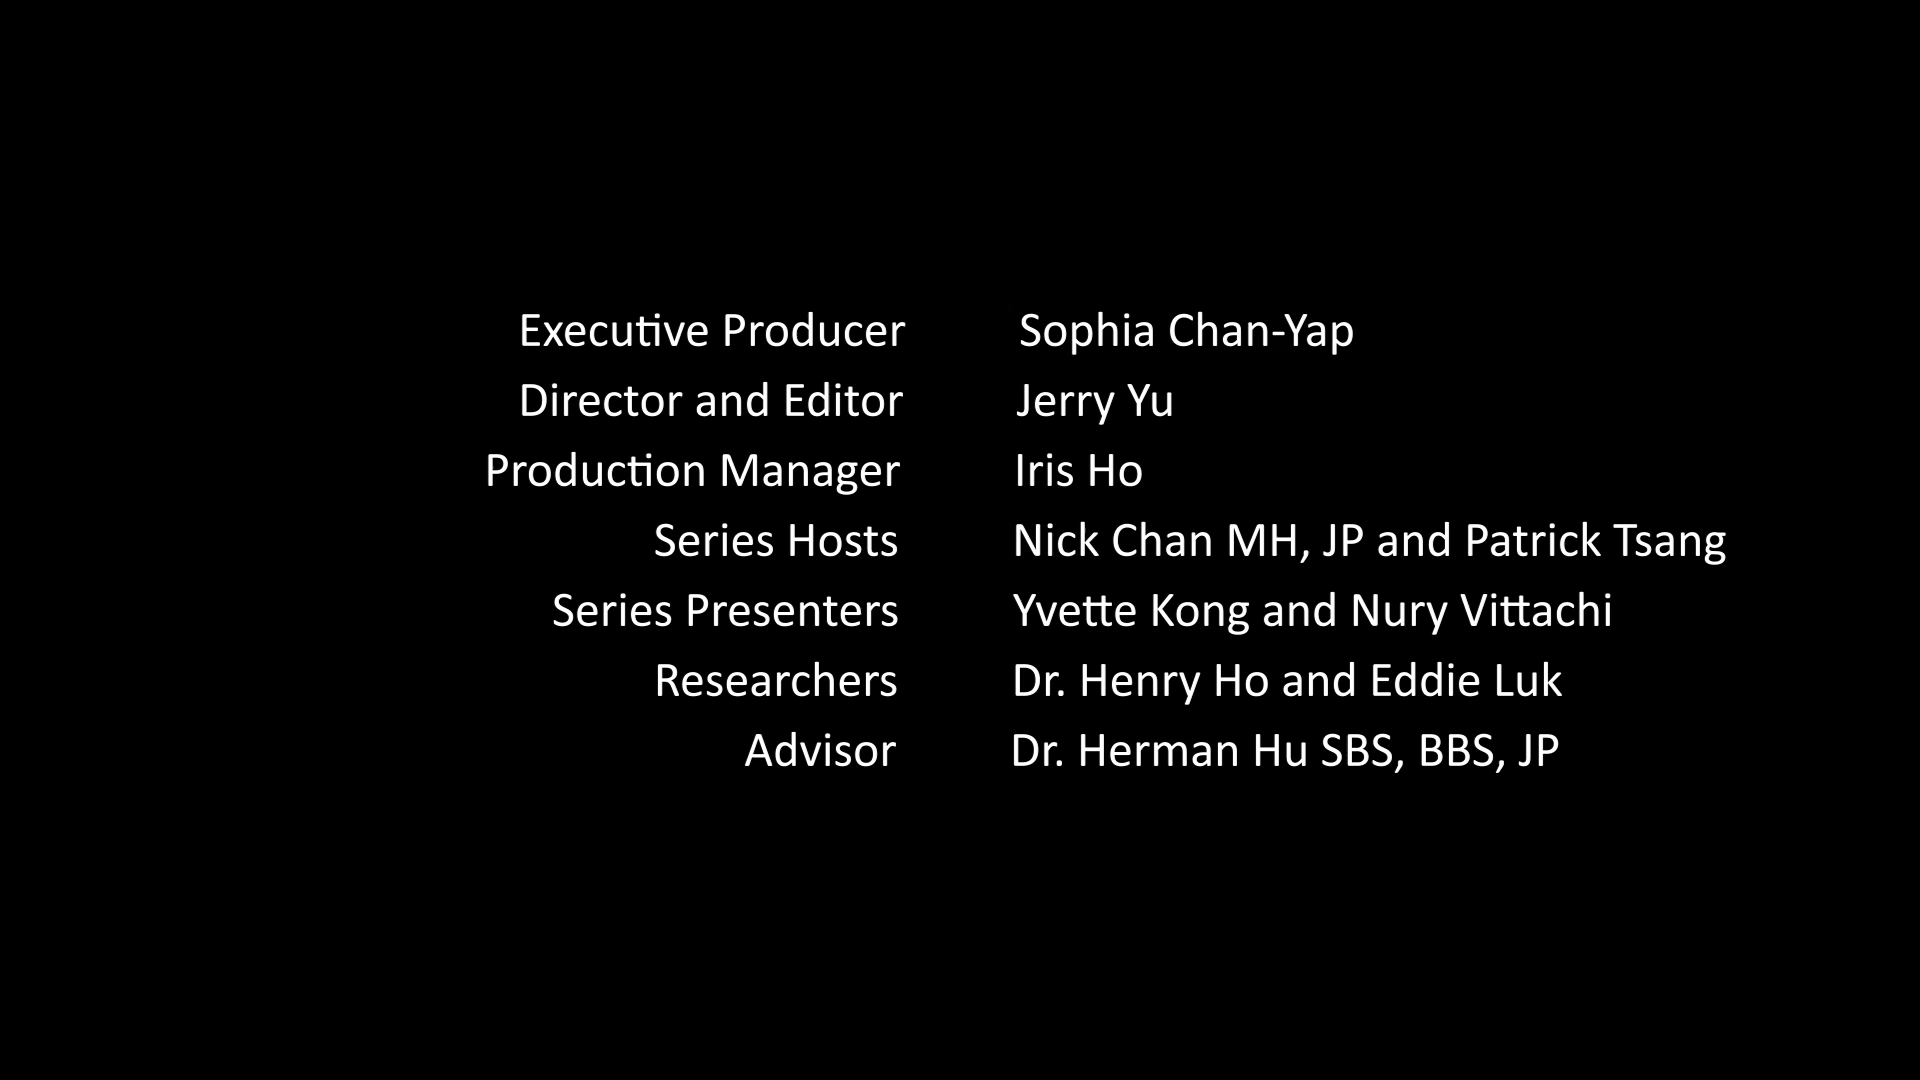 Executive Producer Sophia Chan-Yap
Director and Editor Jerry Yu
Production Manager Iris Ho
Series Hosts Nick Chan MH, JP and Patrick Tsang
Series Presenters Yvette Kong and Nury Vittachi
Researchers Dr. Henry Ho and Eddie Luk
Advisor Dr. Herman Hu SBS, BBS, JP